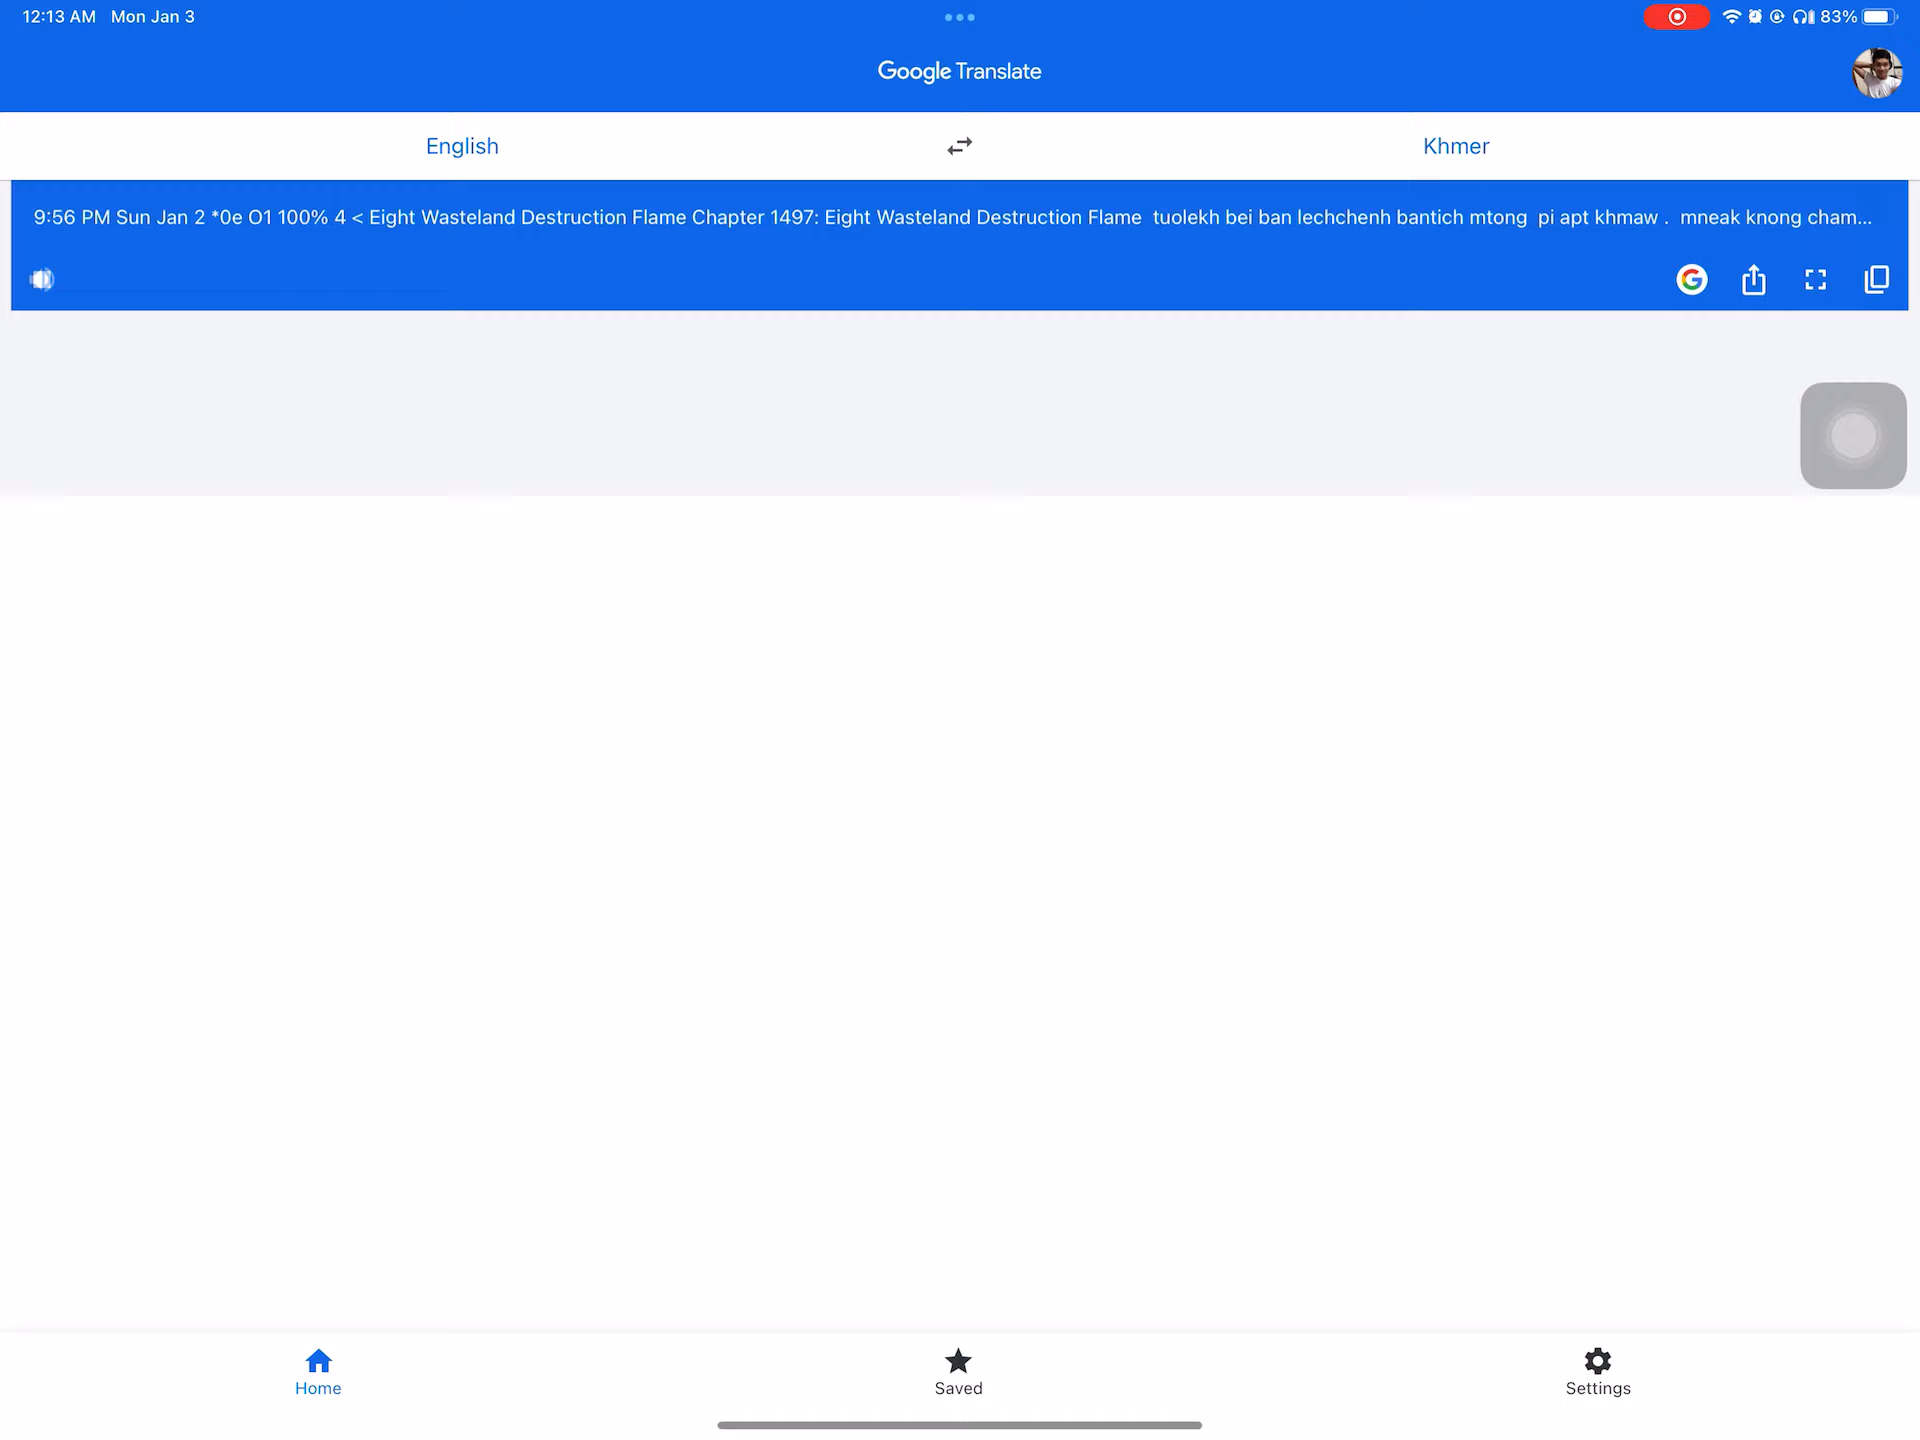 12:13 AM Mon Jan 3
83%
Google Translate
English
Khmer
9:56 PM Sun Jan 2 *0e O1 100% 4 < Eight Wasteland Destruction Flame Chapter 1497: Eight Wasteland Destruction Flame tuolekh bei ban lechchenh bantich mtong pi apt khmaw . mneak knong cham...
Home
Saved
Settings